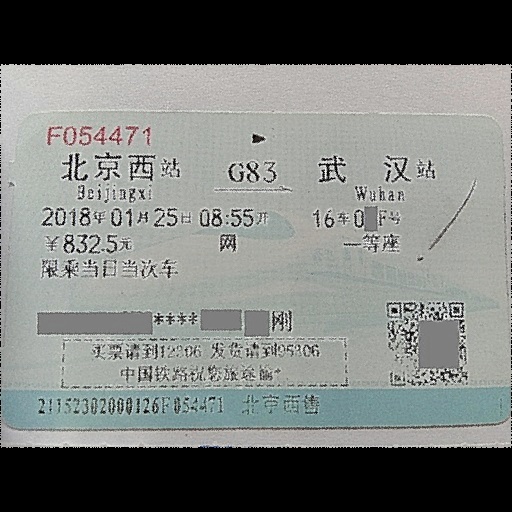 F054471
北京西站 G83 武汉站
Beijingxi Wuhan
2018年01月25日 08:55开 16车0 F号
￥832.5元 网 一等座
限乘当日当次车
**** 刚
买票请到12306 发货请到95306
中国铁路祝您旅途愉*
21152302000126F054471 北京西售